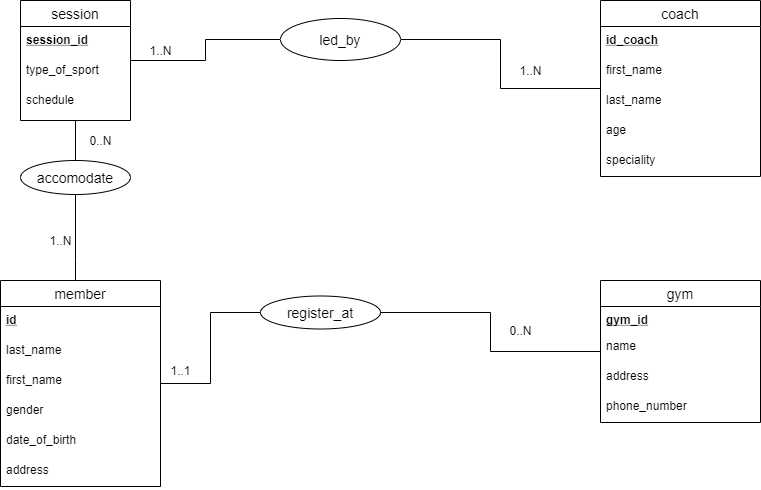 session
session_id
type_of_sport
schedule
1..N
led_by
1..N
coach
id_coach
first_name
last_name
age
speciality
0..N
accomodate
1..N
member
id
last_name
first_name
gender
date_of_birth
address
1..1
register_at
0..N
gym
gym_id
name
address
phone_number